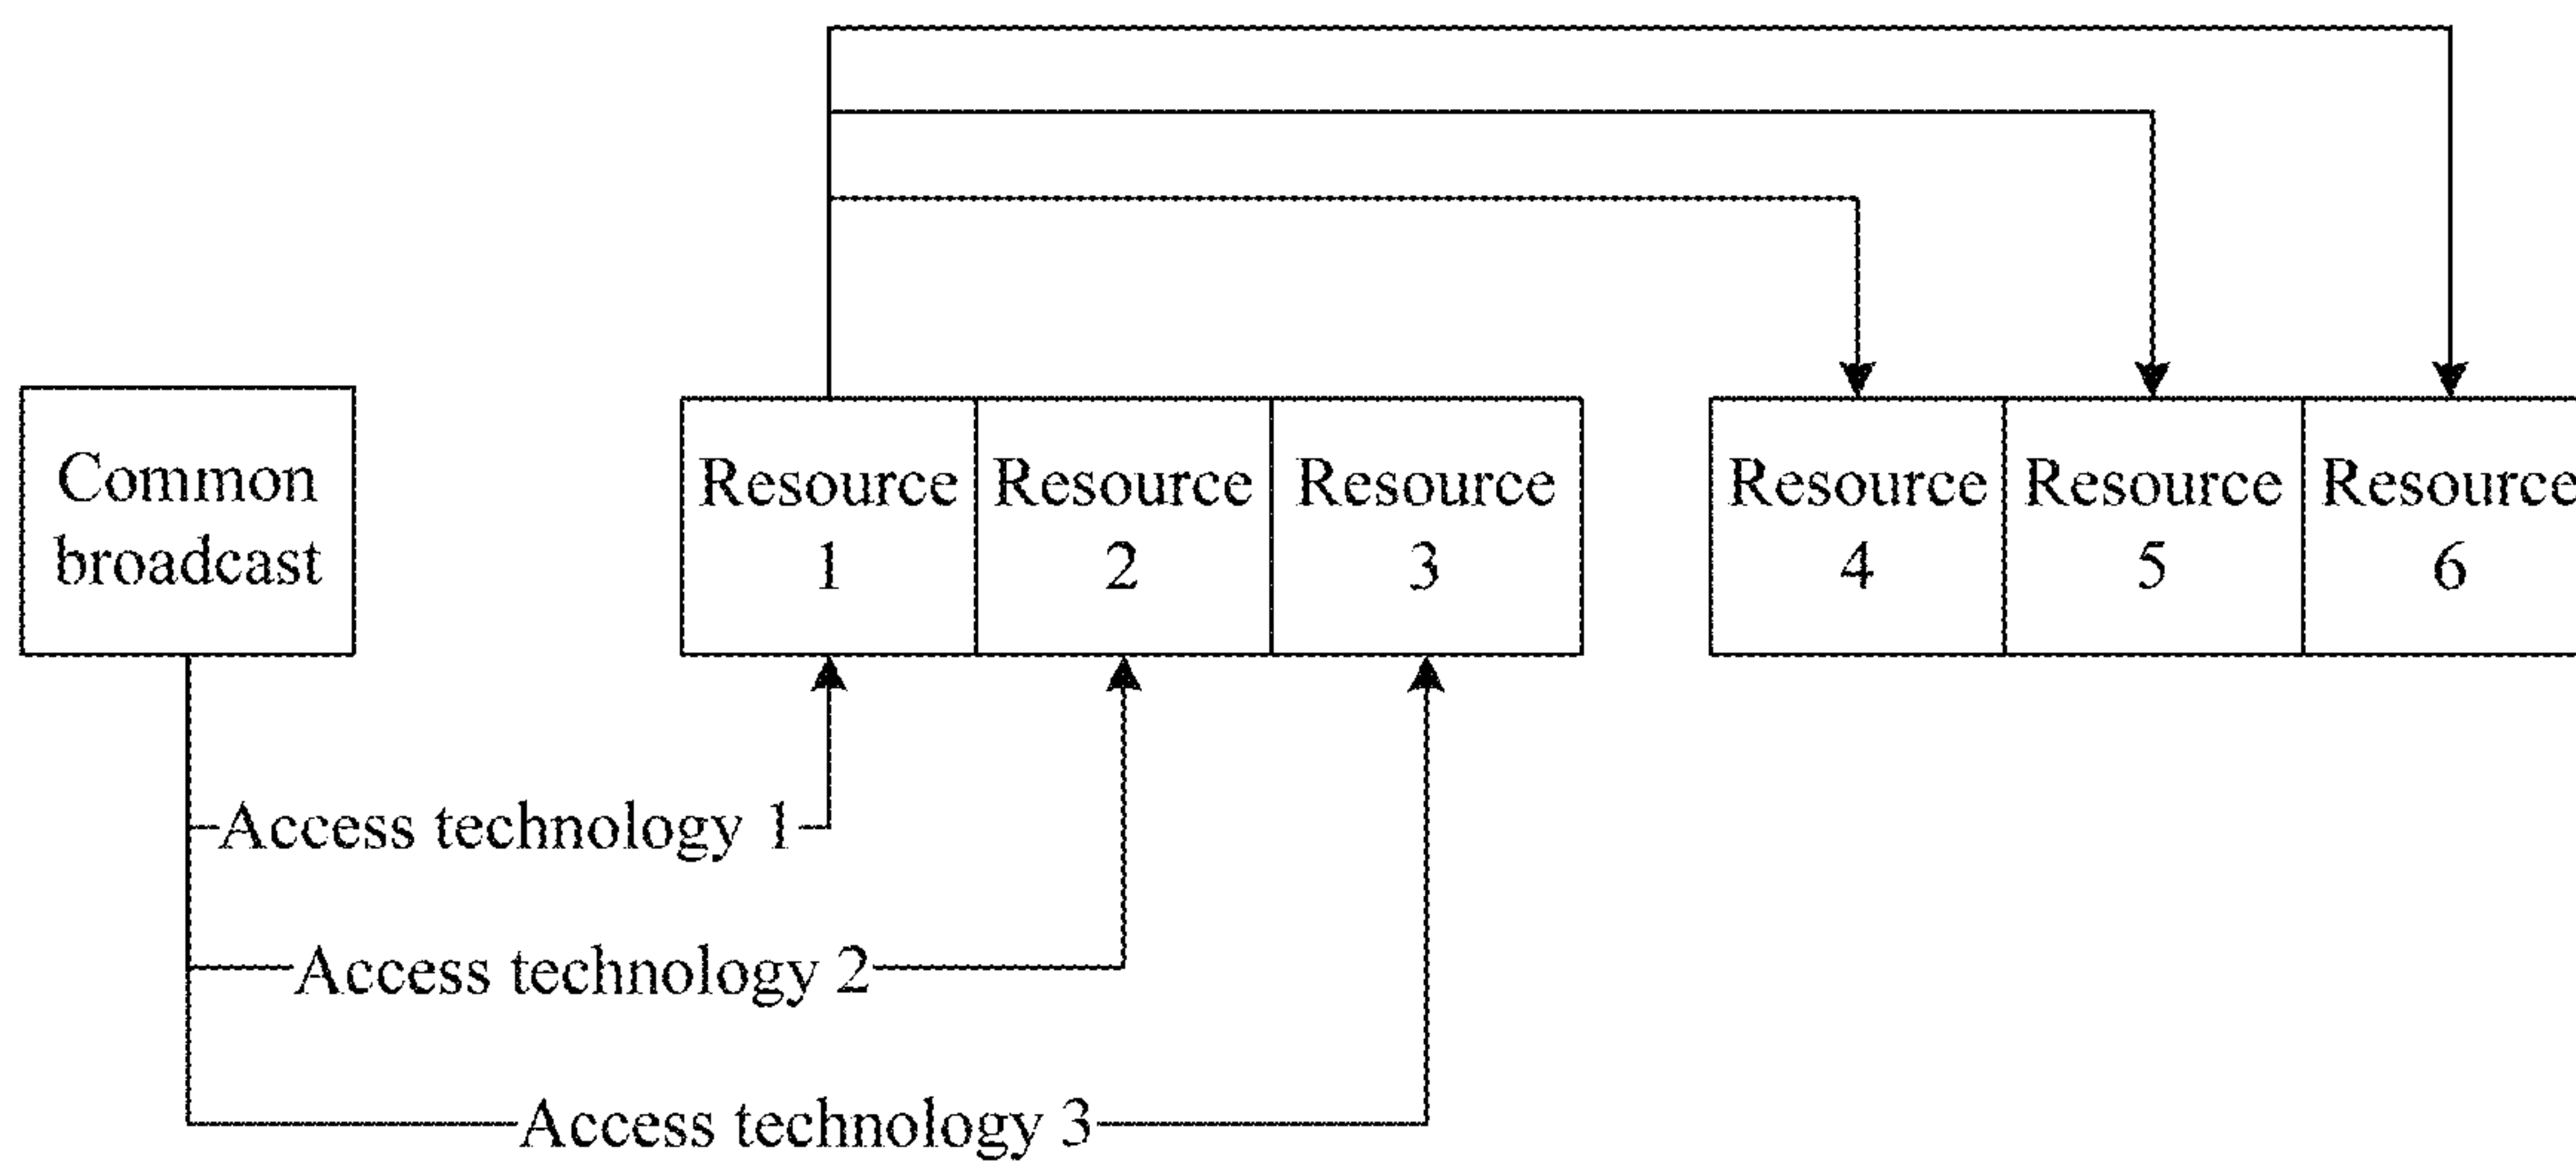 Common
broadcast
Resource
1
Resource
2
Resource
3
Resource
4
Resource
5
Resource
6
Access technology 1
Access technology 2
Access technology 3